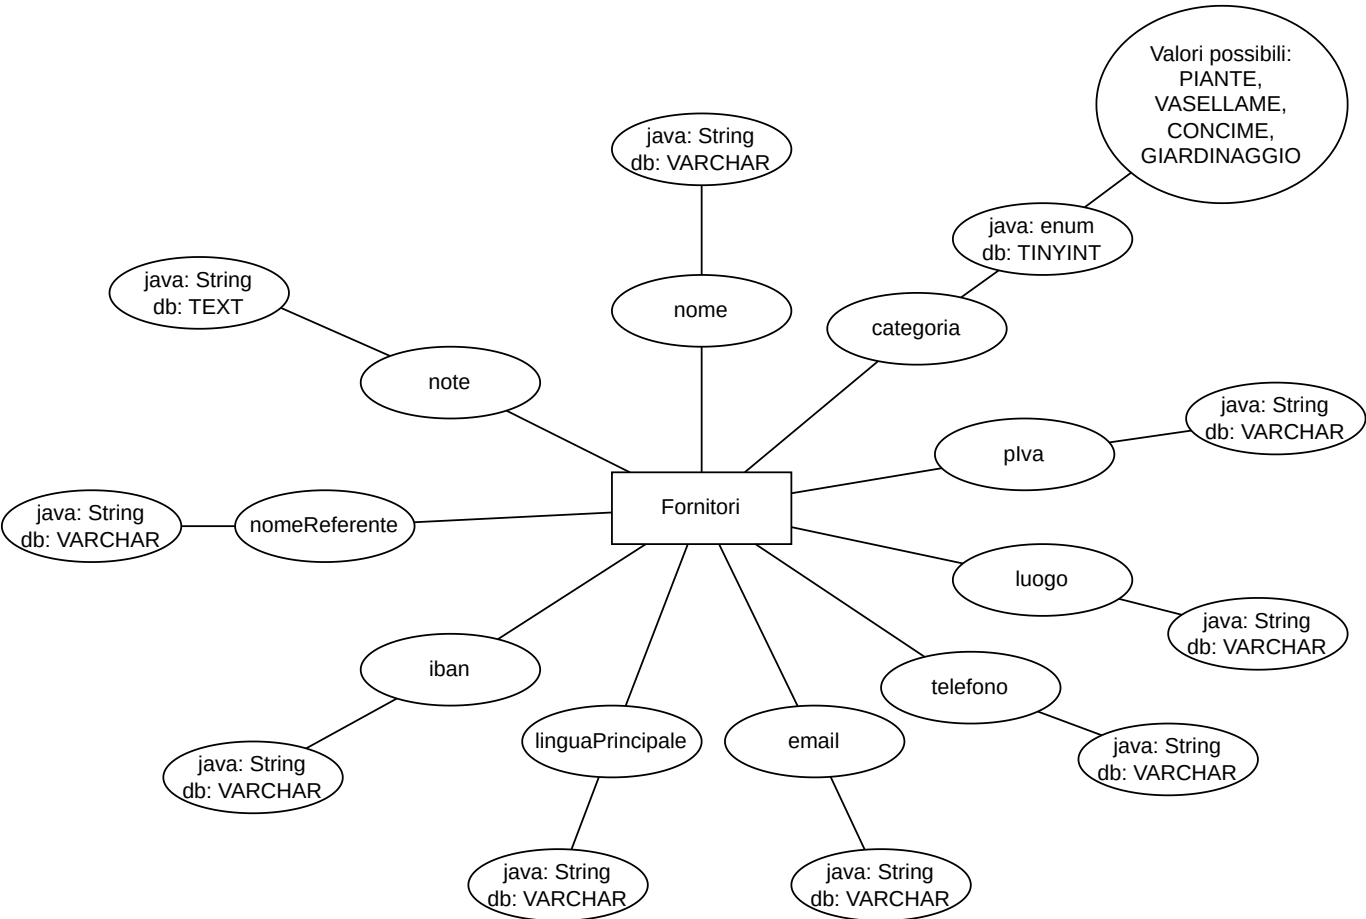 Valori possibili:
PIANTE,
VASELLAME,
CONCIME,
GIARDINAGGIO
java: String
db: VARCHAR
java: enum
db: TINYINT
java: String
db: TEXT
nome
categoria
note
java: String
db: VARCHAR
pIva
Fornitori
java: String
db: VARCHAR
nomeReferente
luogo
java: String
db: VARCHAR
iban
telefono
linguaPrincipale
email
java: String
db: VARCHAR
java: String
db: VARCHAR
java: String
db: VARCHAR
java: String
db: VARCHAR